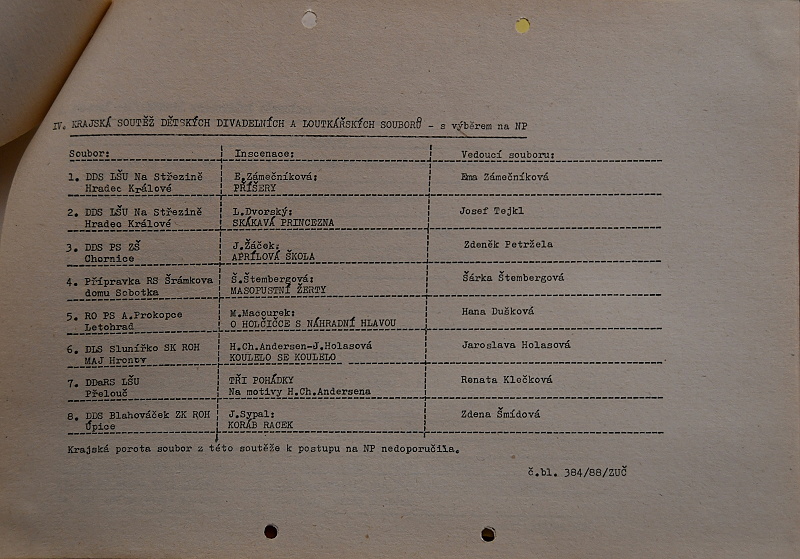 IV. KRAJSKÁ SOUTĚŽ DĚTSKÝCH DIVADELNÍCH A LOUTKÁŘSKÝCH SOUBORŮ - s výběrem na NP
Soubor: Inscenace: Vedoucí souboru:
1. DDS LŠU Na Střezině E.Zámečníková: Ema Zámečníková
Hradec Králové PŘÍŠERY
2. DDS LŠU Na Střezině L.Dvorský: Josef Tejkl
Hradec Králové SKÁKAVÁ PRINCEZNA
3. DDS PS ZŠ J.Žáček: Zdeněk Petržela
Chornice APRÍLOVÁ ŠKOLA
4. Přípravka RS Šrámkova Š.Štembergová: Šárka Štembergová
domu Sobotka MASOPUSTNÍ ŽERTY
5. RO PS A.Prokopce M.Macourek: Hana Dušková
Letohrad O HOLČIČCE S NÁHRADNÍ HLAVOU
6. DLS Slunířko SK ROH H.Ch.Andersen-J.Holasová Jaroslava Holasová
MAJ Hronov KOULELO SE KOULELO
7. DDaRS LŠU TŘI POHÁDKY Renata Klečková
Přelouč Na motivy H.Ch.Andersena
8. DDS Blahováček ZK ROH J.Sypal: Zdena Šmídová
Úpice KORÁB RACEK
Krajská porota soubor z této soutěže k postupu na NP nedoporučila.
č.bl. 384/88/ZUČ